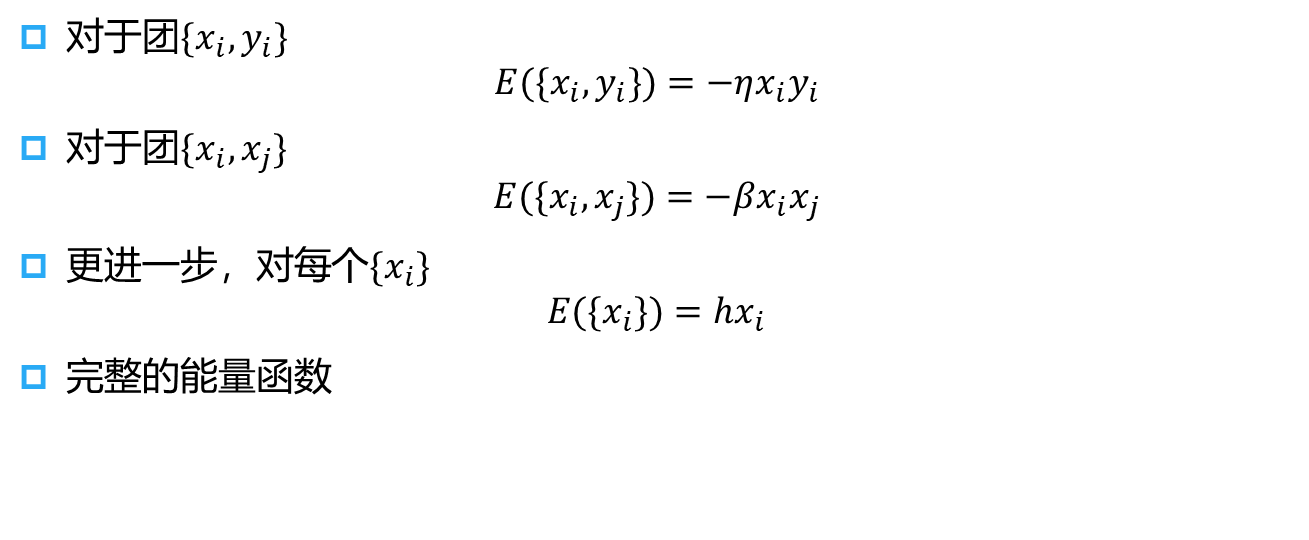 对于团{xᵢ, yᵢ}
E({xᵢ, yᵢ}) = −ηxᵢyᵢ
对于团{xᵢ, xⱼ}
E({xᵢ, xⱼ}) = −βxᵢxⱼ
更进一步，对每个{xᵢ}
E({xᵢ}) = hxᵢ
完整的能量函数